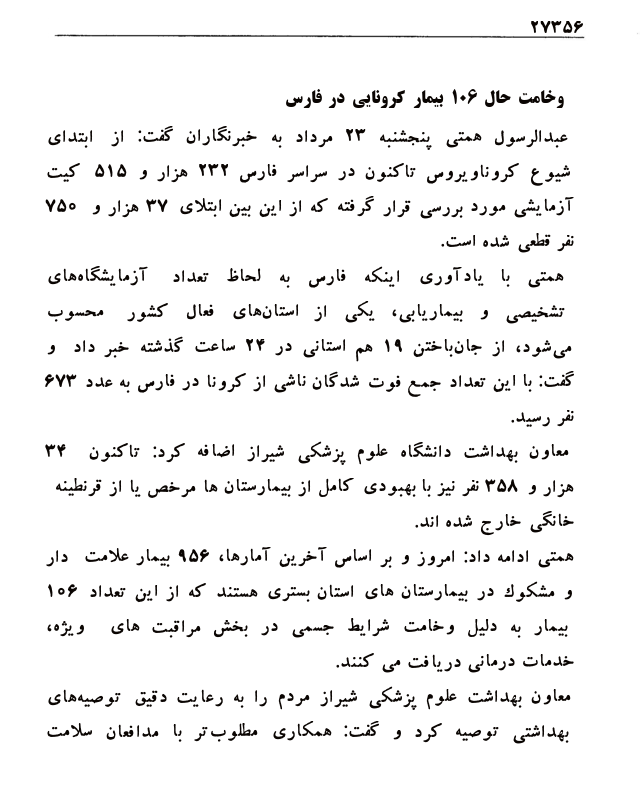 ۲۷۳۵۶
وخامت حال ۱۰۶ بیمار کرونایی در فارس
عبدالرسول همتی پنجشنبه ۲۳ مرداد به خبرنگاران گفت: از ابتدای
شیوع کروناویروس تاکنون در سراسر فارس ۲۳۲ هزار و ۵۱۵ کیت
آزمایشی مورد بررسی قرار گرفته که از این بین ابتلای ۳۷ هزار و ۷۵۰
نفر قطعی شده است.
همتی با یادآوری اینکه فارس به لحاظ تعداد آزمایشگاه‌های
تشخیصی و بیماریابی، یکی از استان‌های فعال کشور محسوب
می‌شود، از جان‌باختن ۱۹ هم استانی در ۲۴ ساعت گذشته خبر داد و
گفت: با این تعداد جمع فوت شدگان ناشی از کرونا در فارس به عدد ۶۷۳
نفر رسید.
معاون بهداشت دانشگاه علوم پزشکی شیراز اضافه کرد: تاکنون ۳۴
هزار و ۳۵۸ نفر نیز با بهبودی کامل از بیمارستان ها مرخص یا از قرنطینه
خانگی خارج شده اند.
همتی ادامه داد: امروز و بر اساس آخرین آمارها، ۹۵۶ بیمار علامت دار
و مشکوك در بیمارستان های استان بستری هستند که از این تعداد ۱۰۶
بیمار به دلیل وخامت شرایط جسمی در بخش مراقبت های ویژه،
خدمات درمانی دریافت می کنند.
معاون بهداشت علوم پزشکی شیراز مردم را به رعایت دقیق توصیه‌های
بهداشتی توصیه کرد و گفت: همکاری مطلوب‌تر با مدافعان سلامت